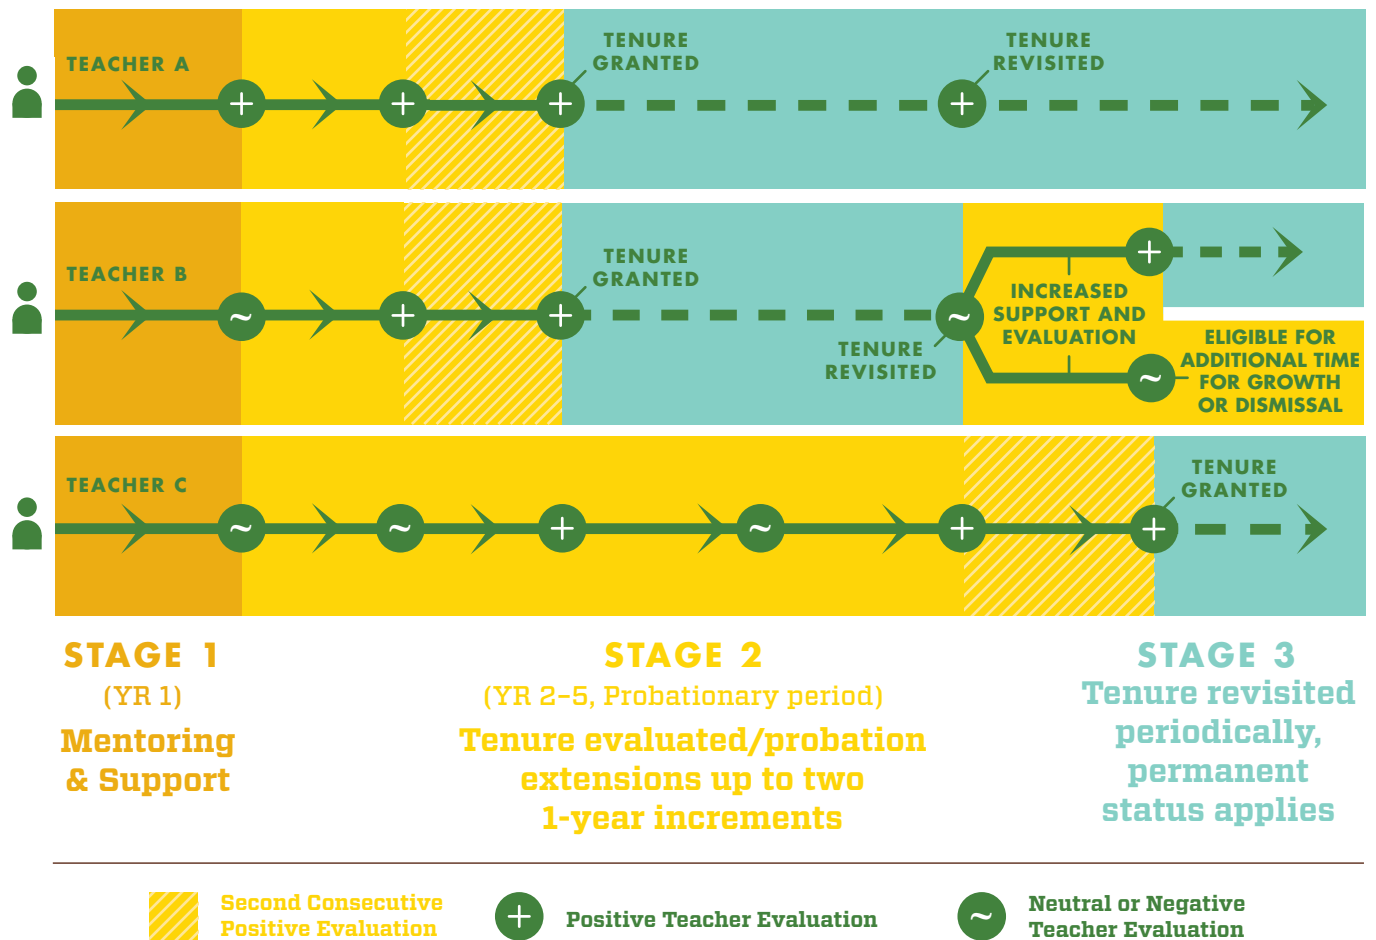 TEACHER A
TENURE
GRANTED
TENURE
REVISITED
+
+
+
+
TEACHER B
TENURE
GRANTED
TENURE
REVISITED
INCREASED
SUPPORT AND
EVALUATION
ELIGIBLE FOR
ADDITIONAL TIME
FOR GROWTH
OR DISMISSAL
~
+
+
~
+
~
TEACHER C
TENURE
GRANTED
~
~
+
~
+
+
STAGE 1
(YR 1)
Mentoring
& Support
STAGE 2
(YR 2–5, Probationary period)
Tenure evaluated/probation
extensions up to two
1-year increments
STAGE 3
Tenure revisited
periodically,
permanent
status applies
Second Consecutive
Positive Evaluation
+
Positive Teacher Evaluation
~
Neutral or Negative
Teacher Evaluation